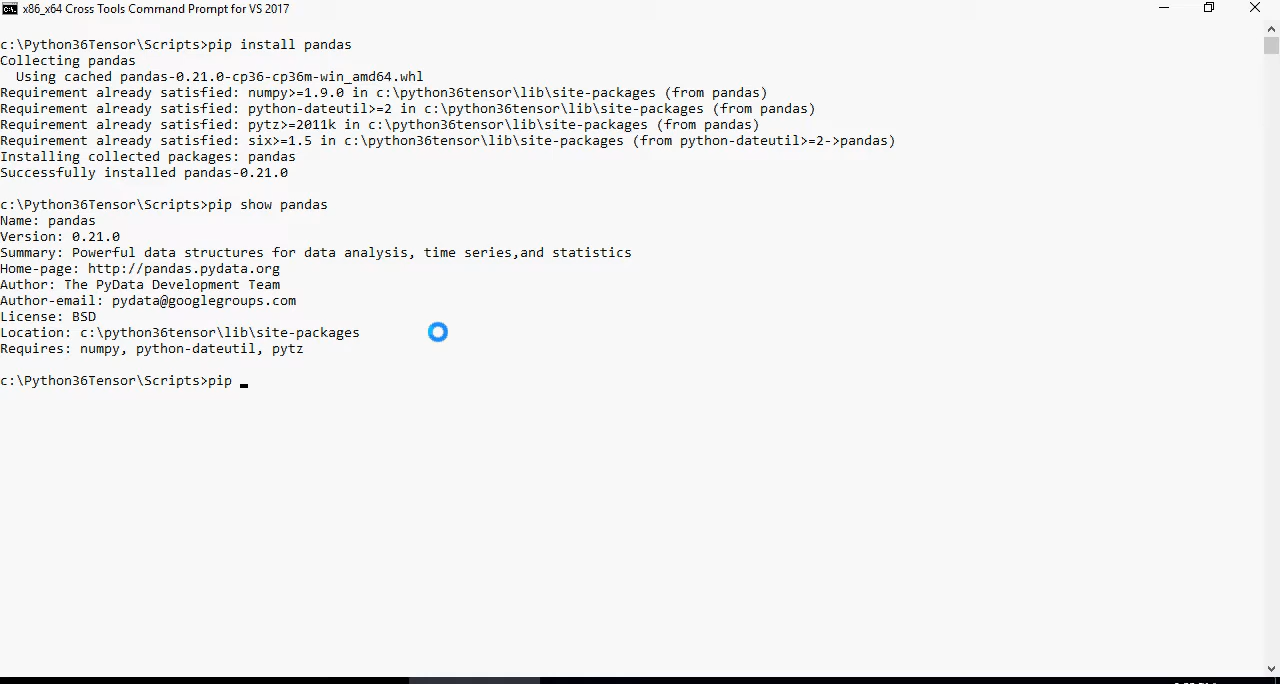 x86_x64 Cross Tools Command Prompt for VS 2017
c:\Python36Tensor\Scripts>pip install pandas
Collecting pandas
  Using cached pandas-0.21.0-cp36-cp36m-win_amd64.whl
Requirement already satisfied: numpy>=1.9.0 in c:\python36tensor\lib\site-packages (from pandas)
Requirement already satisfied: python-dateutil>=2 in c:\python36tensor\lib\site-packages (from pandas)
Requirement already satisfied: pytz>=2011k in c:\python36tensor\lib\site-packages (from pandas)
Requirement already satisfied: six>=1.5 in c:\python36tensor\lib\site-packages (from python-dateutil>=2->pandas)
Installing collected packages: pandas
Successfully installed pandas-0.21.0
c:\Python36Tensor\Scripts>pip show pandas
Name: pandas
Version: 0.21.0
Summary: Powerful data structures for data analysis, time series,and statistics
Home-page: http://pandas.pydata.org
Author: The PyData Development Team
Author-email: pydata@googlegroups.com
License: BSD
Location: c:\python36tensor\lib\site-packages
Requires: numpy, python-dateutil, pytz
c:\Python36Tensor\Scripts>pip